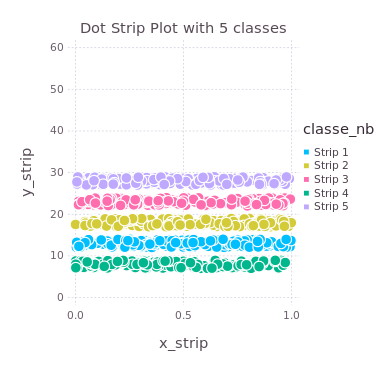 Dot Strip Plot with 5 classes
60
50
40
30
20
10
0
y_strip
0.0
0.5
1.0
x_strip
classe_nb
Strip 1
Strip 2
Strip 3
Strip 4
Strip 5